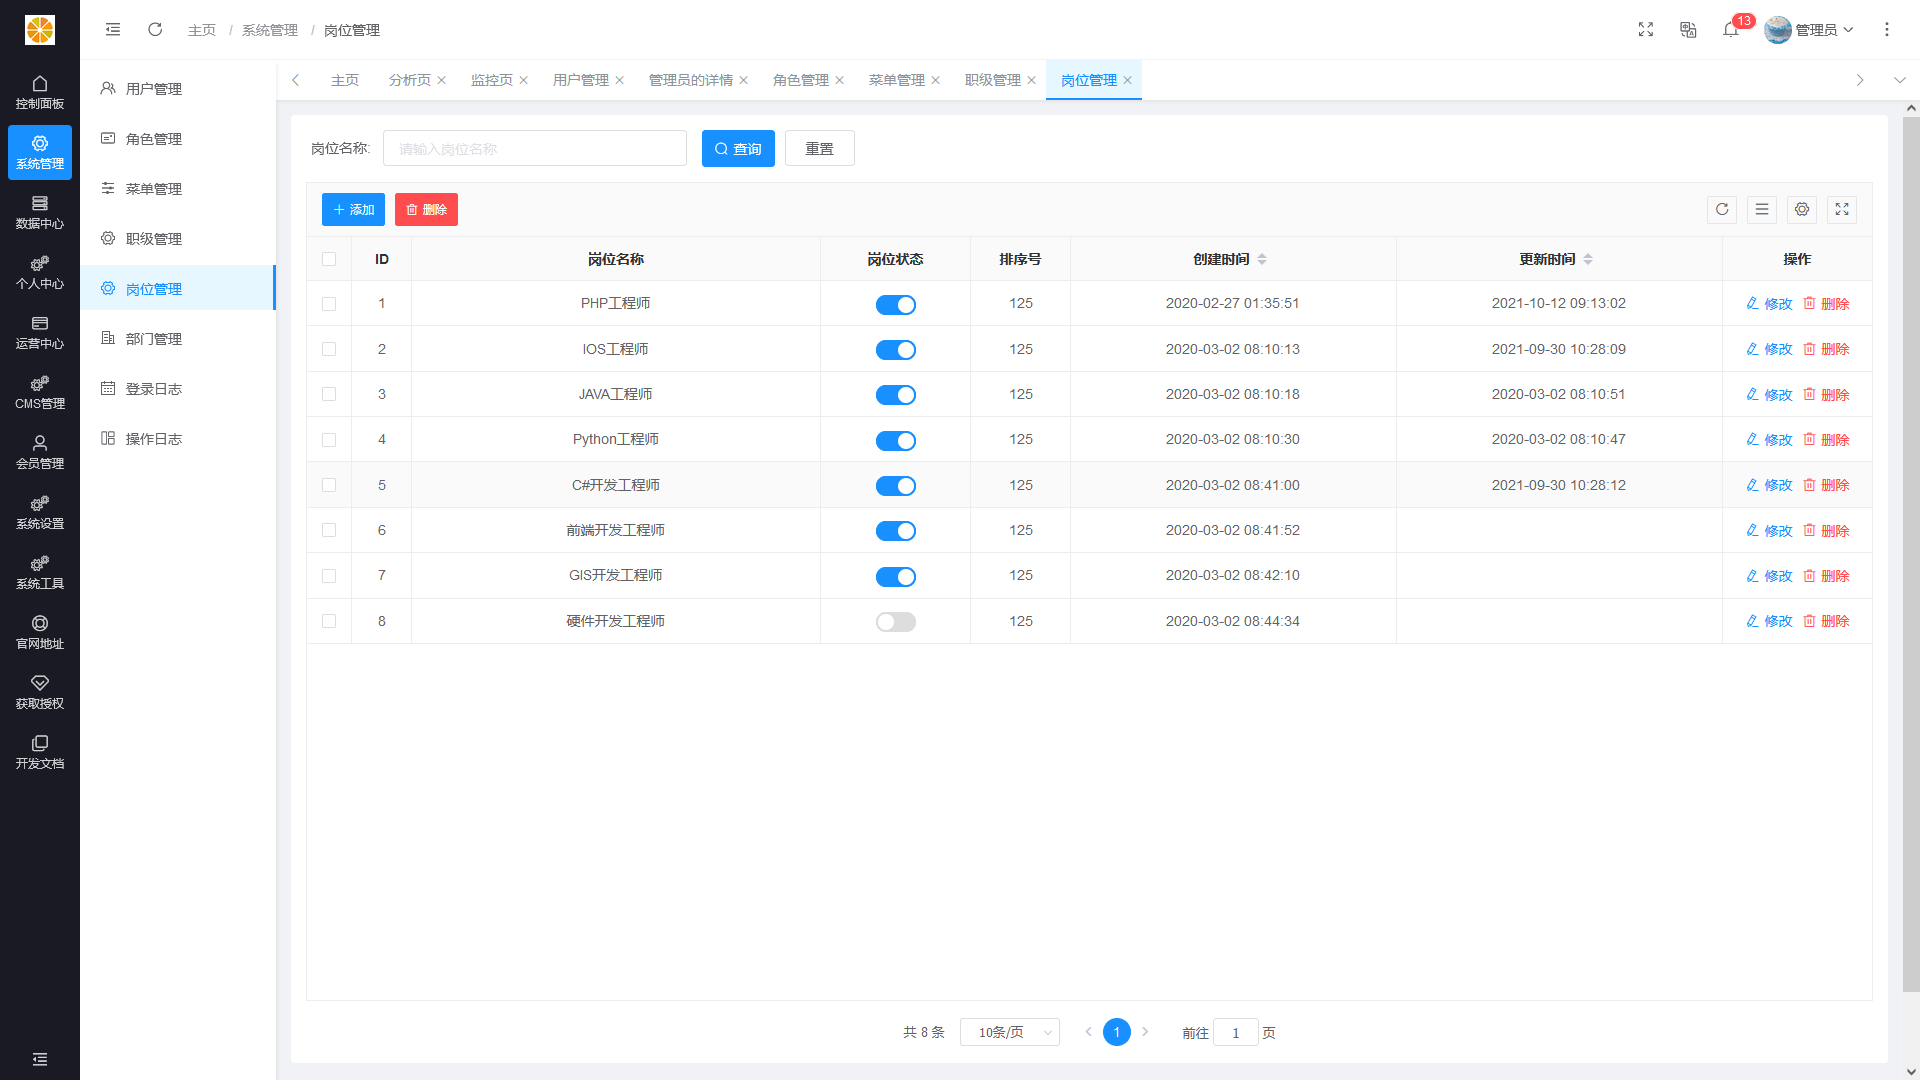 主页 / 系统管理 / 岗位管理
13
管理员
控制面板
系统管理
数据中心
个人中心
运营中心
CMS管理
会员管理
系统设置
系统工具
官网地址
获取授权
开发文档
用户管理
角色管理
菜单管理
职级管理
岗位管理
部门管理
登录日志
操作日志
主页 分析页 监控页 用户管理 管理员的详情 角色管理 菜单管理 职级管理 岗位管理
岗位名称: 请输入岗位名称 查询 重置
添加 删除
ID 岗位名称 岗位状态 排序号 创建时间 更新时间 操作
1 PHP工程师 125 2020-02-27 01:35:51 2021-10-12 09:13:02 修改 删除
2 IOS工程师 125 2020-03-02 08:10:13 2021-09-30 10:28:09 修改 删除
3 JAVA工程师 125 2020-03-02 08:10:18 2020-03-02 08:10:51 修改 删除
4 Python工程师 125 2020-03-02 08:10:30 2020-03-02 08:10:47 修改 删除
5 C#开发工程师 125 2020-03-02 08:41:00 2021-09-30 10:28:12 修改 删除
6 前端开发工程师 125 2020-03-02 08:41:52 修改 删除
7 GIS开发工程师 125 2020-03-02 08:42:10 修改 删除
8 硬件开发工程师 125 2020-03-02 08:44:34 修改 删除
共 8 条 10条/页 1 前往 1 页